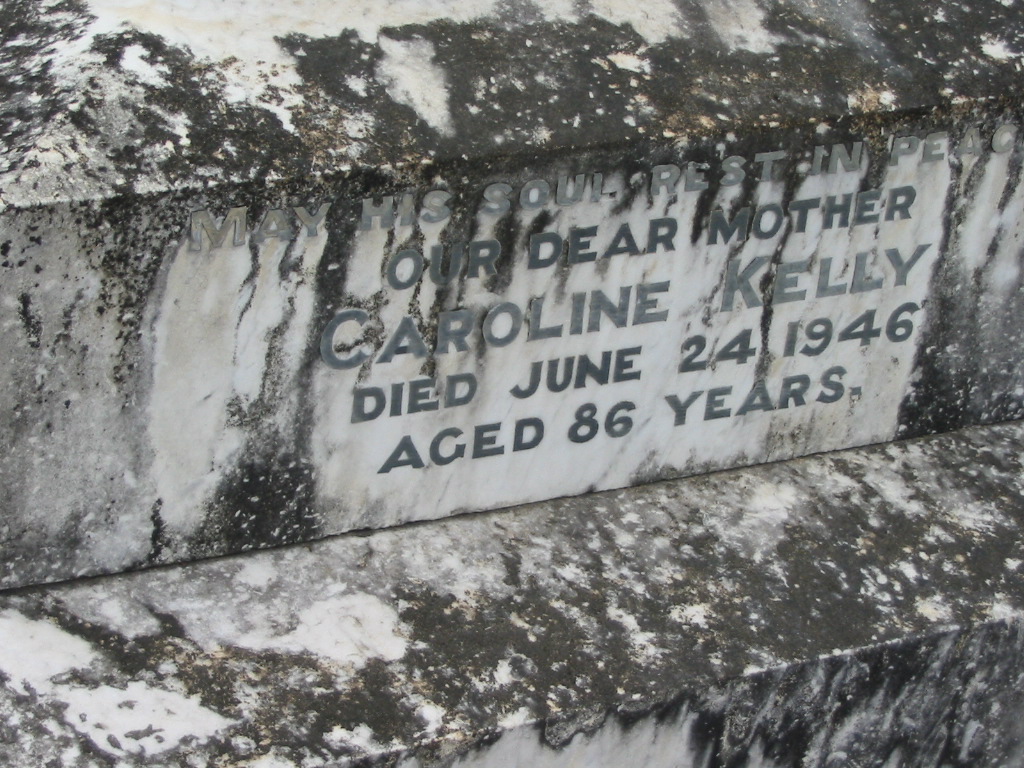 MAY HIS SOUL REST IN PEAC
OUR DEAR MOTHER
CAROLINE KELLY
DIED JUNE 24 1946
AGED 86 YEARS.